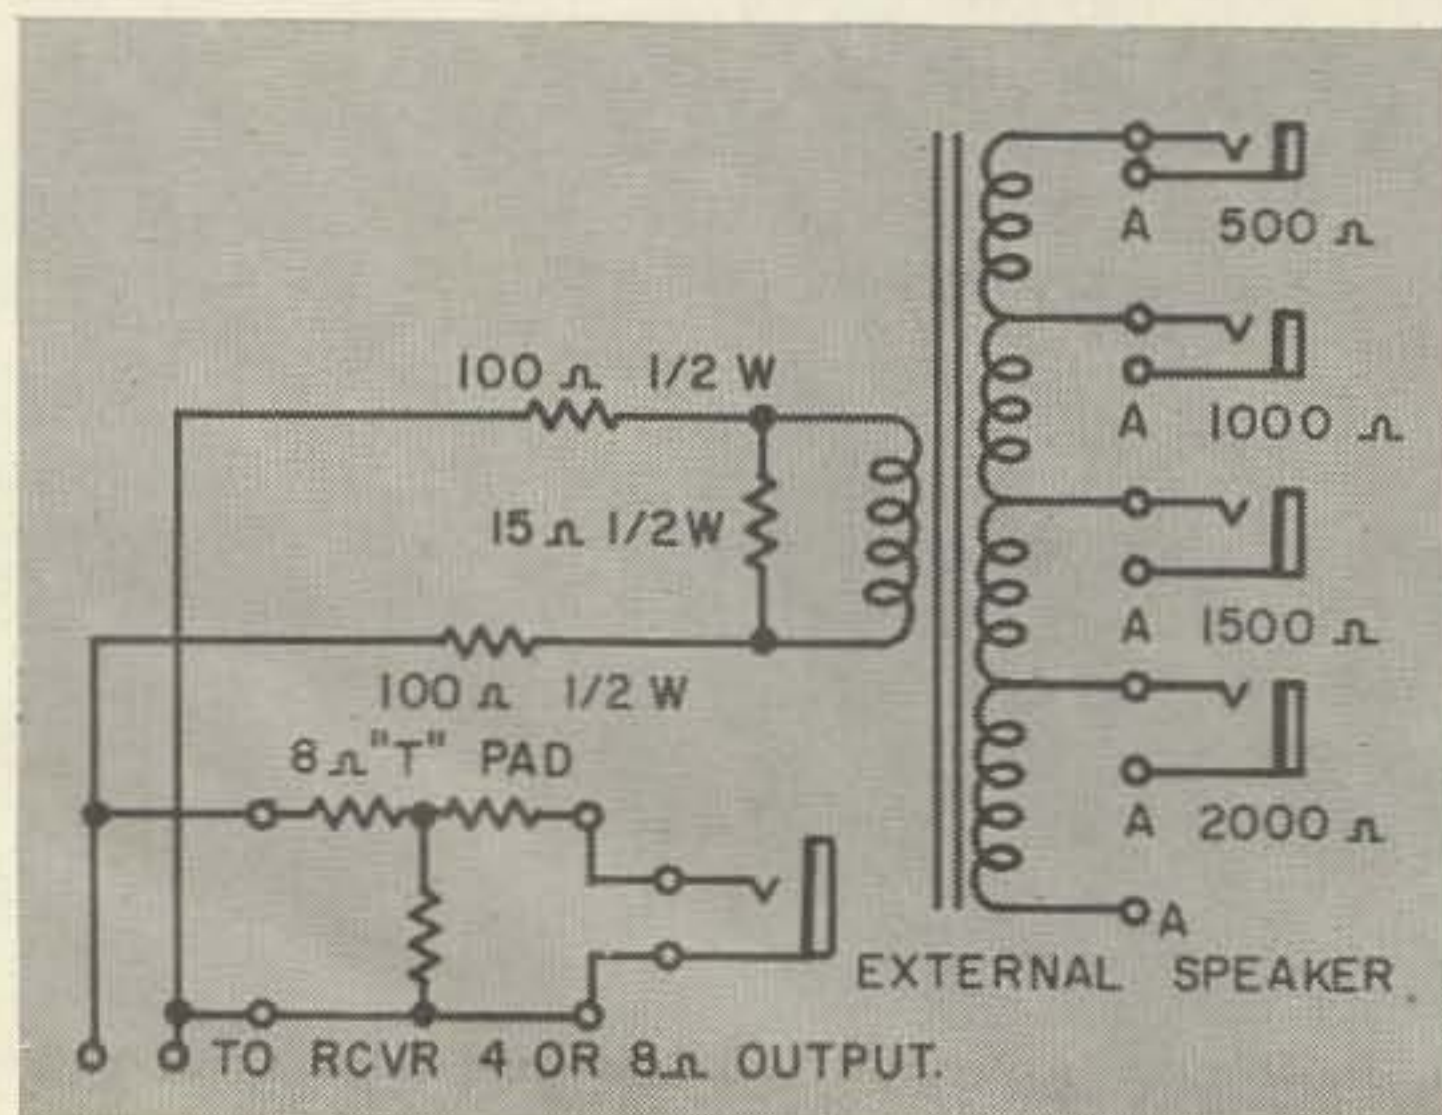 A 500 Ω
100 Ω 1/2 W
A 1000 Ω
15 Ω 1/2 W
A 1500 Ω
100 Ω 1/2 W
8 Ω "T" PAD
A 2000 Ω
A
EXTERNAL SPEAKER.
TO RCVR 4 OR 8 Ω OUTPUT.